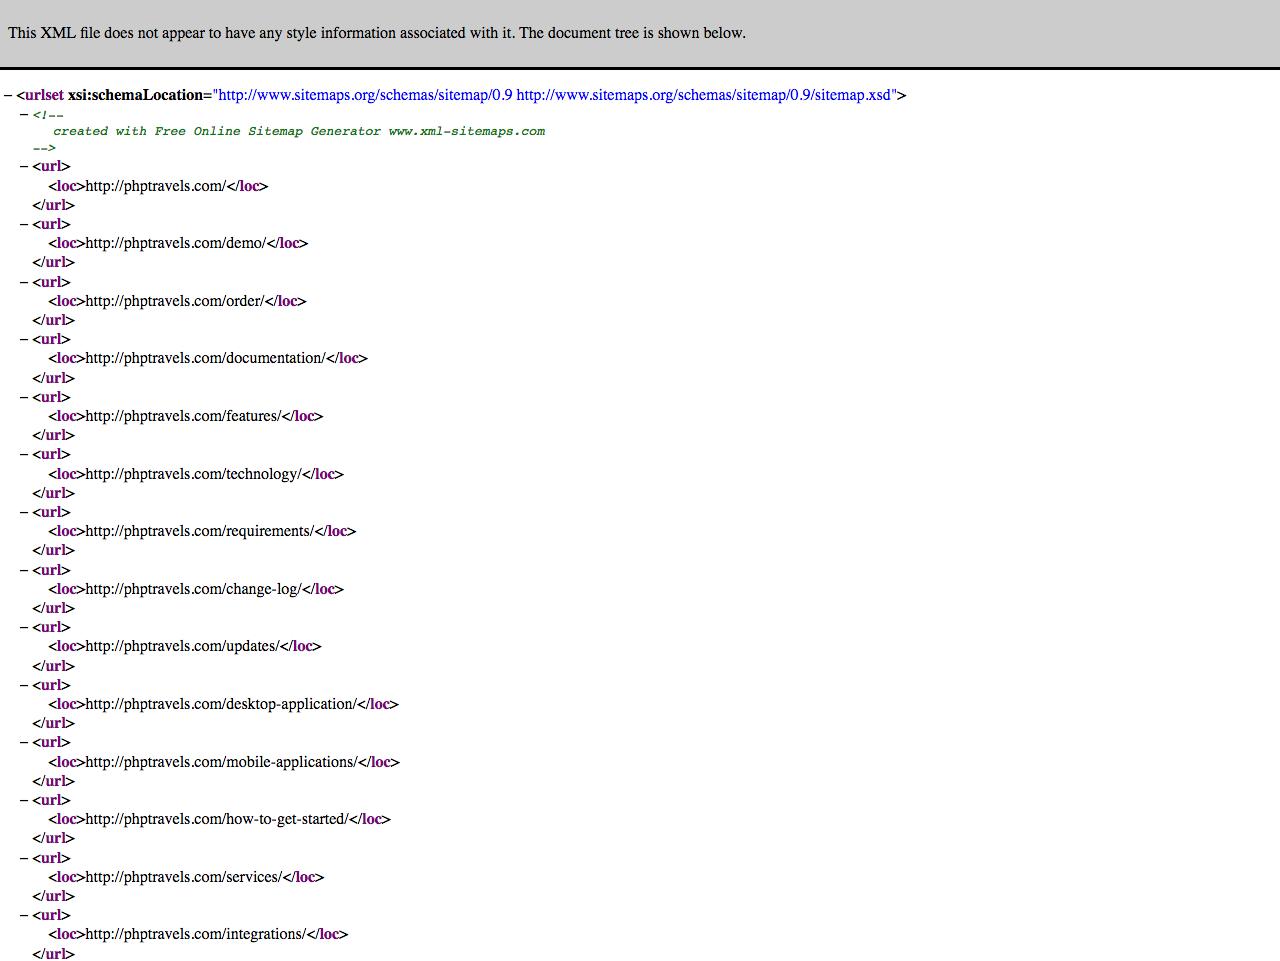 This XML file does not appear to have any style information associated with it. The document tree is shown below.
−<urlset xsi:schemaLocation="http://www.sitemaps.org/schemas/sitemap/0.9 http://www.sitemaps.org/schemas/sitemap/0.9/sitemap.xsd">
−<!--
created with Free Online Sitemap Generator www.xml-sitemaps.com
-->
−<url>
<loc>http://phptravels.com/</loc>
</url>
−<url>
<loc>http://phptravels.com/demo/</loc>
</url>
−<url>
<loc>http://phptravels.com/order/</loc>
</url>
−<url>
<loc>http://phptravels.com/documentation/</loc>
</url>
−<url>
<loc>http://phptravels.com/features/</loc>
</url>
−<url>
<loc>http://phptravels.com/technology/</loc>
</url>
−<url>
<loc>http://phptravels.com/requirements/</loc>
</url>
−<url>
<loc>http://phptravels.com/change-log/</loc>
</url>
−<url>
<loc>http://phptravels.com/updates/</loc>
</url>
−<url>
<loc>http://phptravels.com/desktop-application/</loc>
</url>
−<url>
<loc>http://phptravels.com/mobile-applications/</loc>
</url>
−<url>
<loc>http://phptravels.com/how-to-get-started/</loc>
</url>
−<url>
<loc>http://phptravels.com/services/</loc>
</url>
−<url>
<loc>http://phptravels.com/integrations/</loc>
</url>